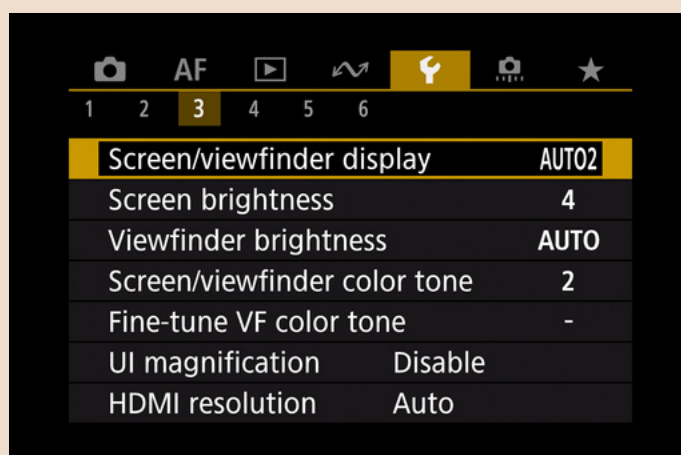 AF
1 2 3 4 5 6
Screen/viewfinder display AUTO2
Screen brightness 4
Viewfinder brightness AUTO
Screen/viewfinder color tone 2
Fine-tune VF color tone -
UI magnification Disable
HDMI resolution Auto